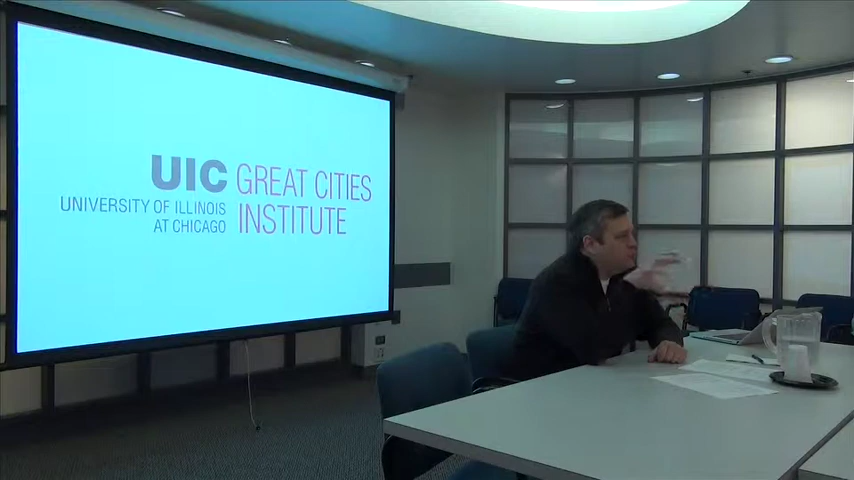 UIC GREAT CITIES
UNIVERSITY OF ILLINOIS INSTITUTE
AT CHICAGO